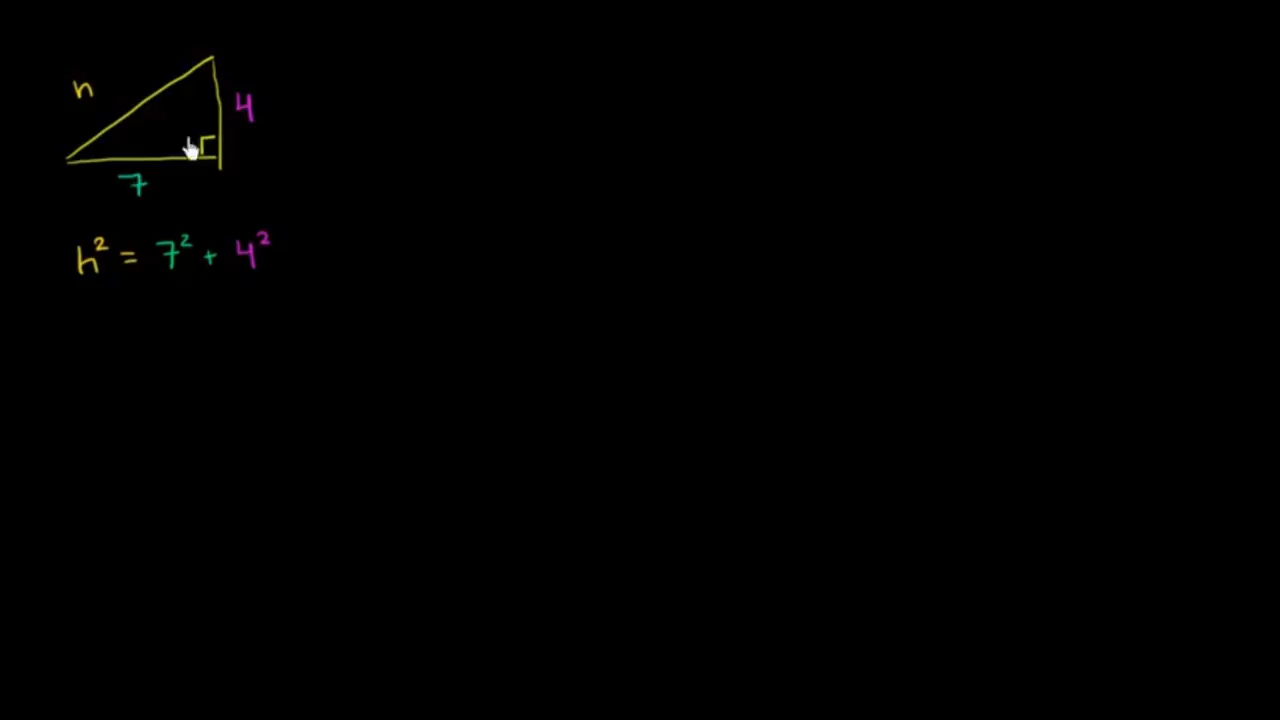 h
4
7
h² = 7² + 4²